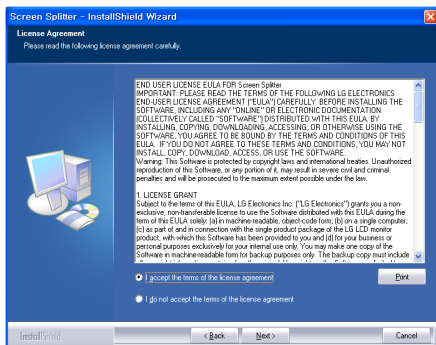 Screen Splitter - InstallShield Wizard
License Agreement
Please read the following license agreement carefully.
END USER LICENSE EULA FOR Screen Splitter
IMPORTANT: PLEASE READ THE TERMS OF THE FOLLOWING LG ELECTRONICS
END-USER LICENSE AGREEMENT ("EULA") CAREFULLY BEFORE INSTALLING THE
SOFTWARE, INCLUDING ANY "ONLINE" OR ELECTRONIC DOCUMENTATION
(COLLECTIVELY CALLED "SOFTWARE") DISTRIBUTED WITH THIS EULA. BY
INSTALLING, COPYING, DOWNLOADING, ACCESSING, OR OTHERWISE USING THE
SOFTWARE, YOU AGREE TO BE BOUND BY THE TERMS AND CONDITIONS OF THIS
EULA. IF YOU DO NOT AGREE TO THESE TERMS AND CONDITIONS, YOU MAY NOT
INSTALL, COPY, DOWNLOAD, ACCESS, OR USE THE SOFTWARE.
Warning: This Software is protected by copyright laws and international treaties. Unauthorized
reproduction of this Software, or any portion of it, may result in severe civil and criminal
penalties and will be prosecuted to the maximum extent possible under the law.
1. LICENSE GRANT
Subject to the terms of this EULA, LG Electronics Inc. ("LG Electronics") grants you a non-
exclusive, non-transferable license to use the Software distributed with this EULA during the
term of this EULA solely: (a) in machine-readable, object-code form; (b) on a single computer;
(c) as part of and in connection with the single product package of the LG LCD monitor
product, with which this Software has been provided to you and (d) for your business or
personal purposes exclusively for your internal use only. You may make one copy of the
Software in machine-readable form for backup purposes only. The backup copy must include
I accept the terms of the license agreement
Print
I do not accept the terms of the license agreement
InstallShield
< Back
Next >
Cancel